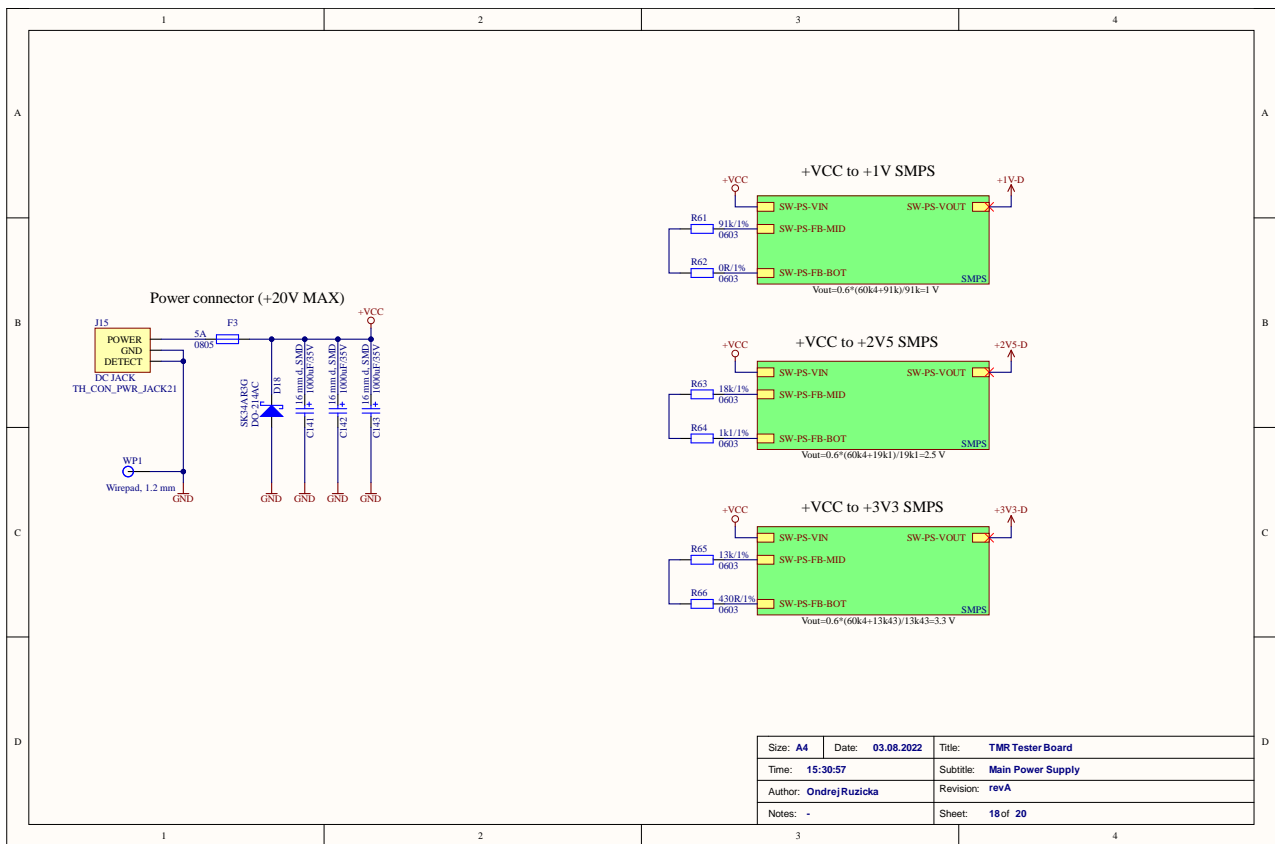 1 2 3 4
A A
+VCC to +1V SMPS
+VCC +1V-D
SW-PS-VIN SW-PS-VOUT
R61 91k/1% SW-PS-FB-MID
0603
R62 0R/1% SW-PS-FB-BOT
0603 SMPS
Vout=0.6*(60k4+91k)/91k=1 V
Power connector (+20V MAX)
B B
J15
POWER
GND
DETECT
DC JACK
TH_CON_PWR_JACK21
5A F3
0805
+VCC
SK34AR3G
DO-214AC
D18
16 mm d, SMD
1000uF/35V
C141
16 mm d, SMD
1000uF/35V
C142
16 mm d, SMD
1000uF/35V
C143
+ + +
WP1
Wirepad, 1.2 mm
GND GND GND GND GND
+VCC to +2V5 SMPS
+VCC +2V5-D
SW-PS-VIN SW-PS-VOUT
R63 18k/1% SW-PS-FB-MID
0603
R64 1k1/1% SW-PS-FB-BOT
0603 SMPS
Vout=0.6*(60k4+19k1)/19k1=2.5 V
+VCC to +3V3 SMPS
+VCC +3V3-D
C C
SW-PS-VIN SW-PS-VOUT
R65 13k/1% SW-PS-FB-MID
0603
R66 430R/1% SW-PS-FB-BOT
0603 SMPS
Vout=0.6*(60k4+13k43)/13k43=3.3 V
D D
Size: A4 Date: 03.08.2022 Title: TMR Tester Board
Time: 15:30:57 Subtitle: Main Power Supply
Author: Ondrej Ruzicka Revision: revA
Notes: - Sheet: 18 of 20
1 2 3 4